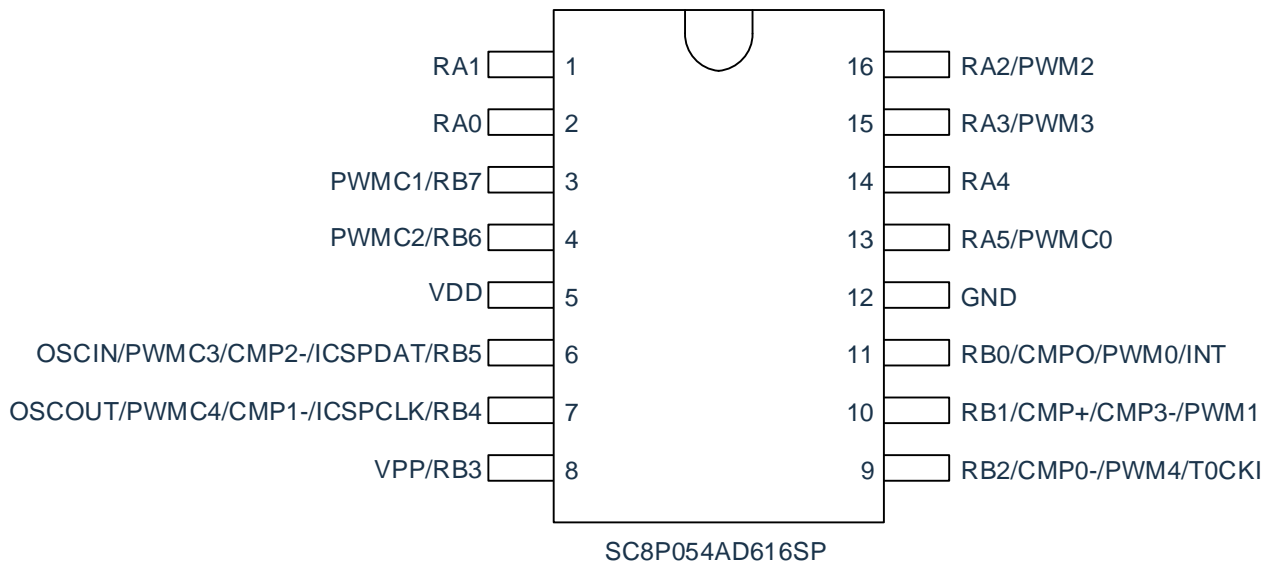 RA1 1 16 RA2/PWM2
RA0 2 15 RA3/PWM3
PWMC1/RB7 3 14 RA4
PWMC2/RB6 4 13 RA5/PWMC0
VDD 5 12 GND
OSCIN/PWMC3/CMP2-/ICSPDAT/RB5 6 11 RB0/CMPO/PWM0/INT
OSCOUT/PWMC4/CMP1-/ICSPCLK/RB4 7 10 RB1/CMP+/CMP3-/PWM1
VPP/RB3 8 9 RB2/CMP0-/PWM4/T0CKI
SC8P054AD616SP